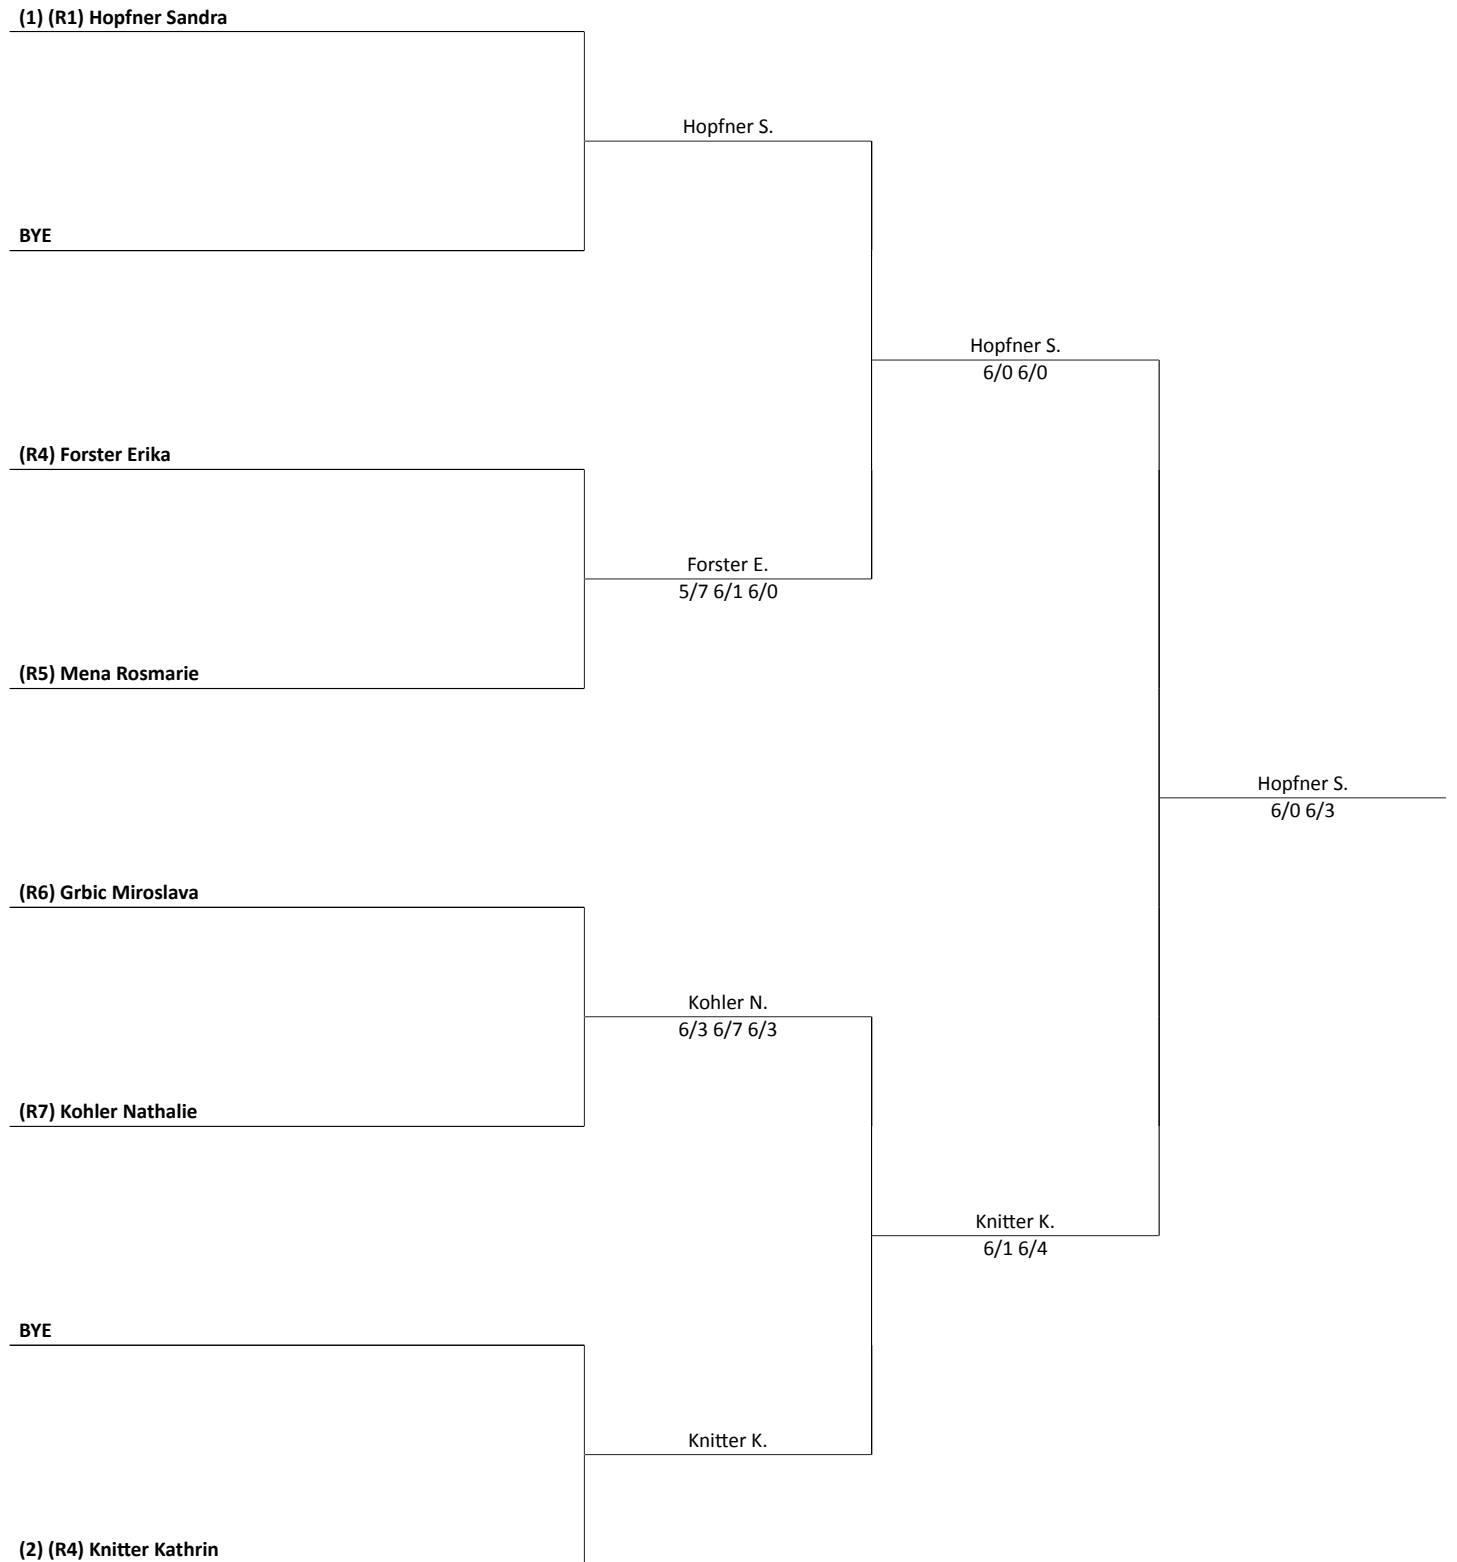 (1) (R1) Hopfner Sandra
Hopfner S.
BYE
Hopfner S.
6/0 6/0
(R4) Forster Erika
Forster E.
5/7 6/1 6/0
(R5) Mena Rosmarie
Hopfner S.
6/0 6/3
(R6) Grbic Miroslava
Kohler N.
6/3 6/7 6/3
(R7) Kohler Nathalie
Knitter K.
6/1 6/4
BYE
Knitter K.
(2) (R4) Knitter Kathrin